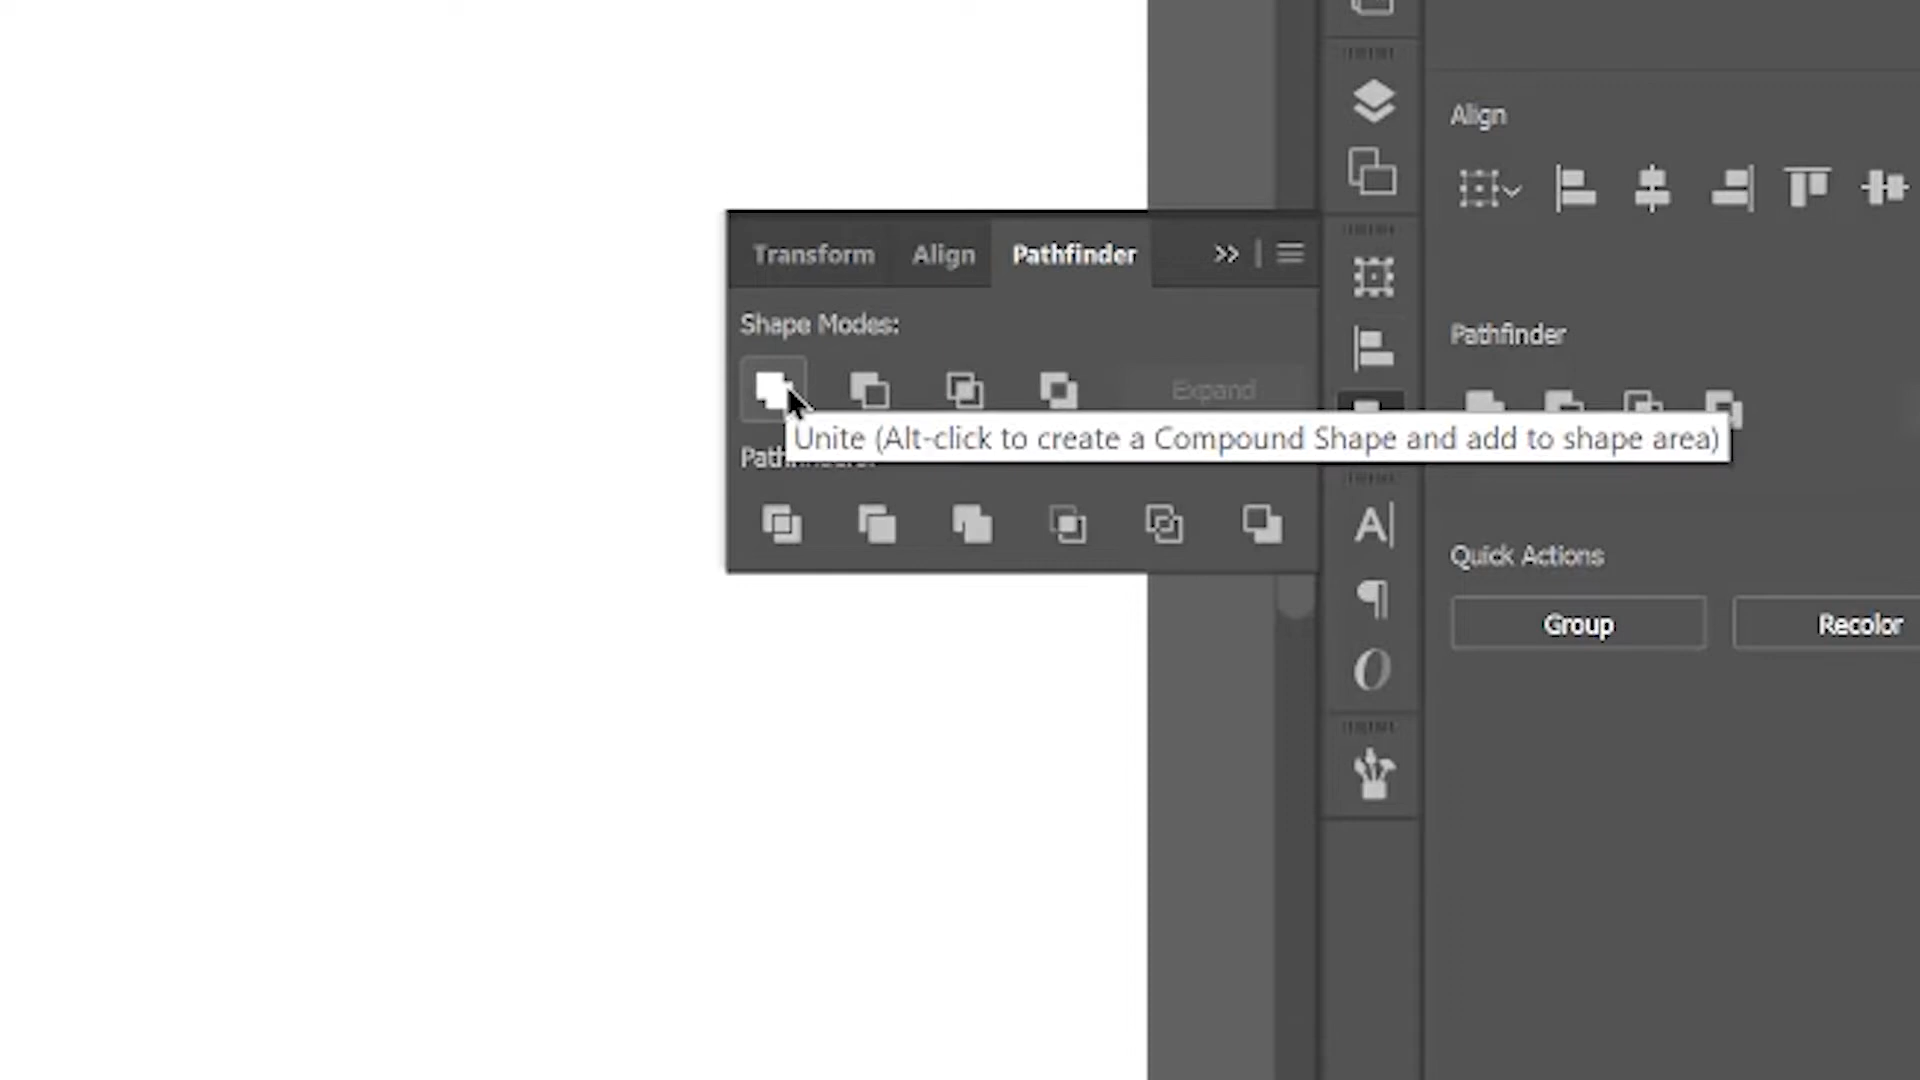 Align
Transform Align Pathfinder
Shape Modes:
Pathfinder
Expand
Unite (Alt-click to create a Compound Shape and add to shape area)
Quick Actions
Group Recolor